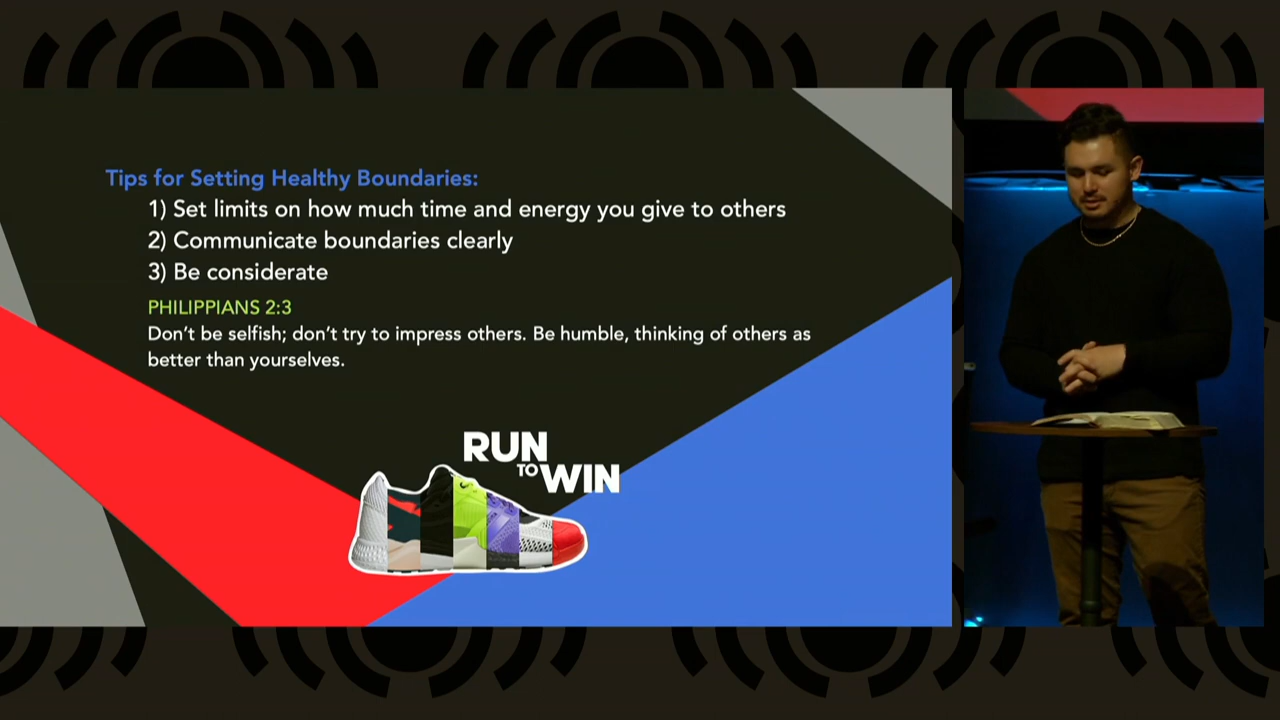 Tips for Setting Healthy Boundaries:
1) Set limits on how much time and energy you give to others
2) Communicate boundaries clearly
3) Be considerate
PHILIPPIANS 2:3
Don’t be selfish; don’t try to impress others. Be humble, thinking of others as
better than yourselves.
RUN
TO WIN